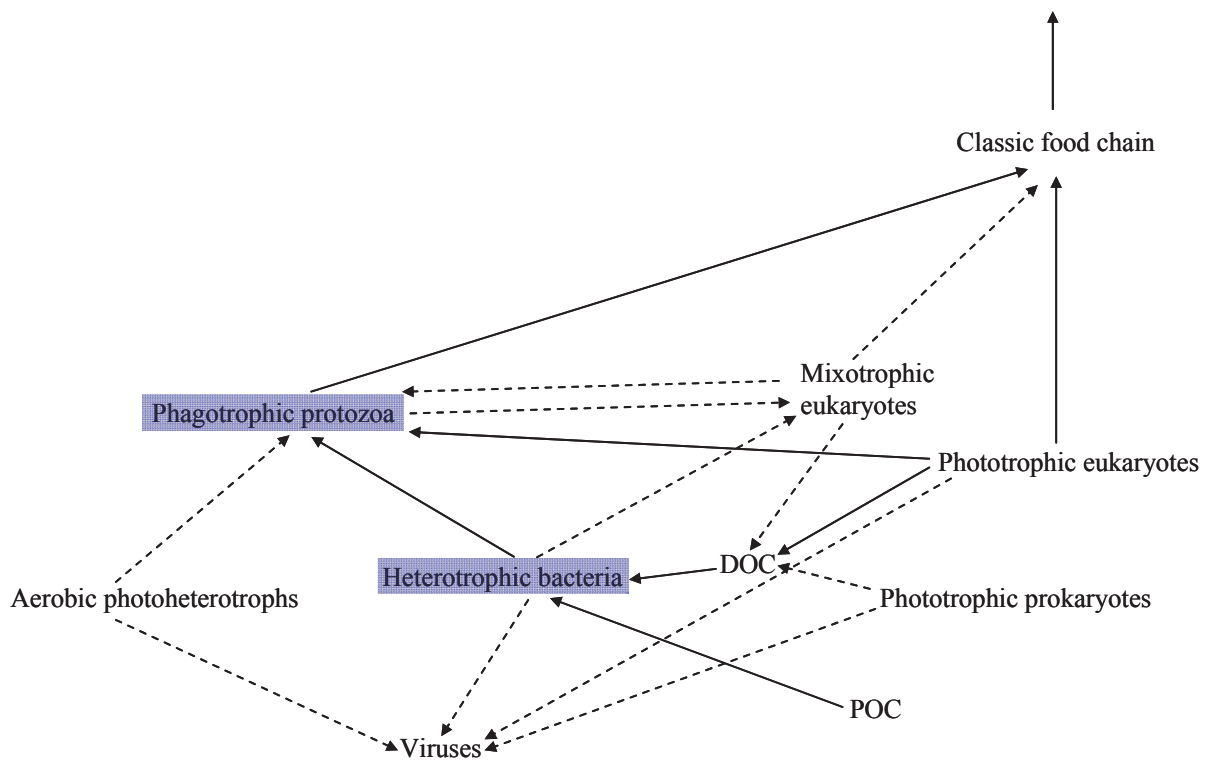 Classic food chain
Mixotrophic
eukaryotes
Phagotrophic protozoa
Phototrophic eukaryotes
DOC
Heterotrophic bacteria
Aerobic photoheterotrophs
Phototrophic prokaryotes
POC
Viruses